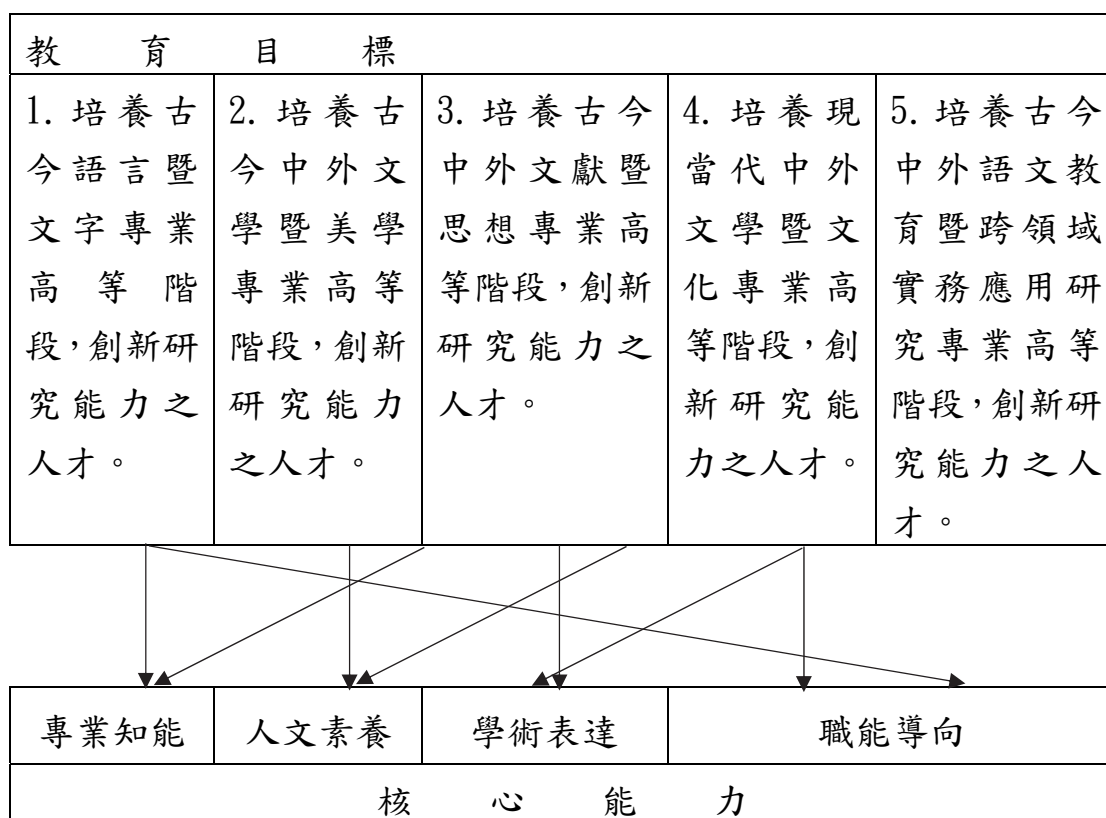 教育目標
1. 培養古
今語言暨
文字專業
高等階
段，創新研
究能力之
人才。
2. 培養古
今中外文
學暨美學
專業高等
階段，創新
研究能力
之人才。
3. 培養古今
中外文獻暨
思想專業高
等階段，創新
研究能力之
人才。
4. 培養現
當代中外
文學暨文
化專業高
等階段，創
新研究能
力之人才。
5. 培養古今
中外語文教
育暨跨領域
實務應用研
究專業高等
階段，創新研
究能力之人
才。
專業知能
人文素養
學術表達
職能導向
核心能力